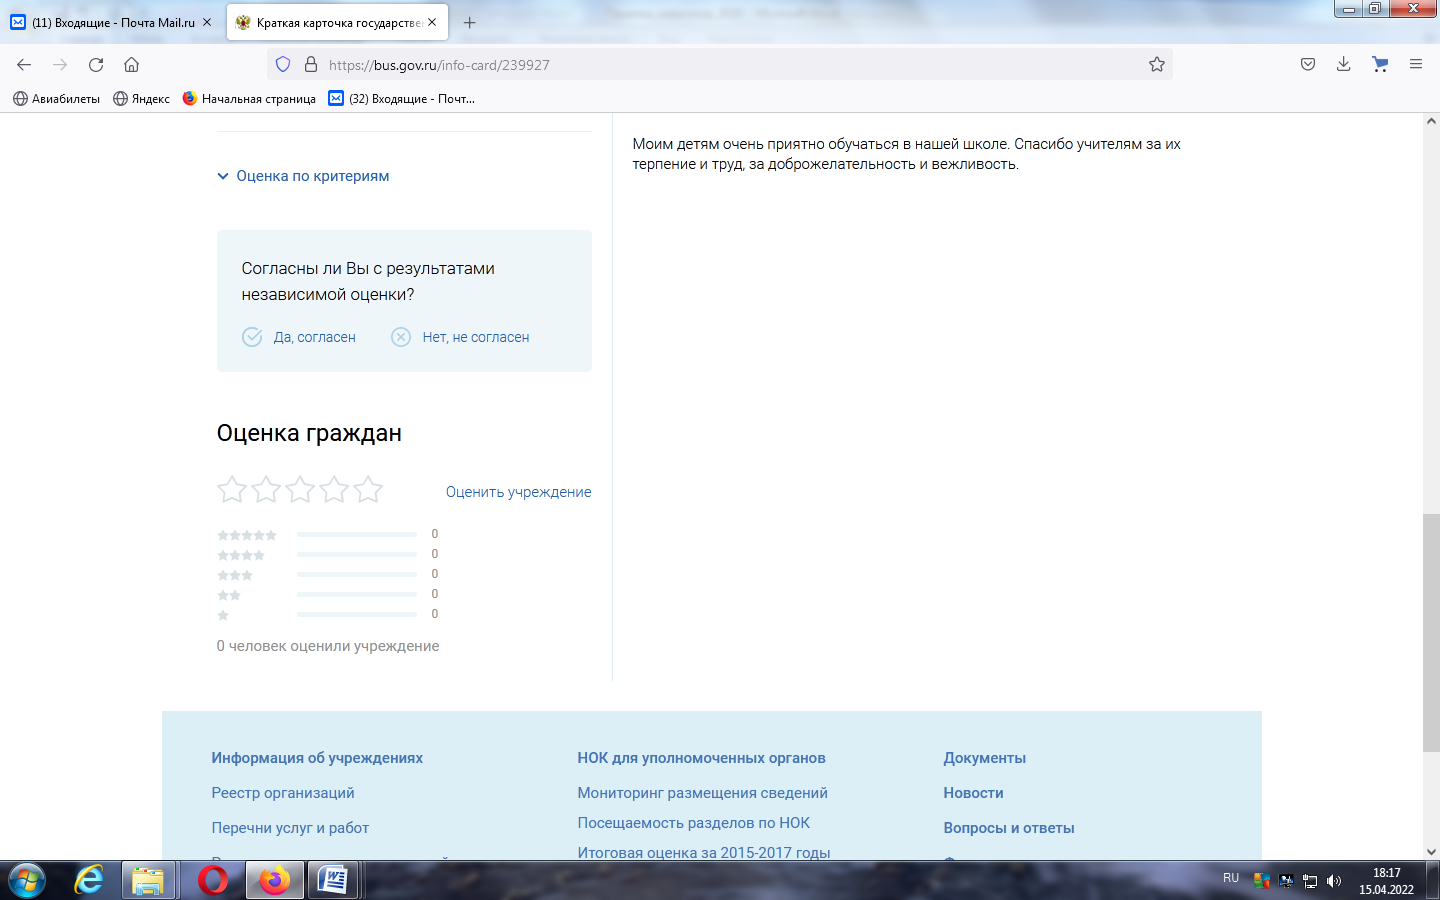 (11) Входящие - Почта Mail.ru
Краткая карточка государстве
https://bus.gov.ru/info-card/239927
Авиабилеты
Яндекс
Начальная страница
(32) Входящие - Почт...
Оценка по критериям
Согласны ли Вы с результатами
независимой оценки?
Да, согласен
Нет, не согласен
Оценка граждан
Оценить учреждение
0
0
0
0
0
0 человек оценили учреждение
Моим детям очень приятно обучаться в нашей школе. Спасибо учителям за их
терпение и труд, за доброжелательность и вежливость.
Информация об учреждениях
Реестр организаций
Перечни услуг и работ
НОК для уполномоченных органов
Мониторинг размещения сведений
Посещаемость разделов по НОК
Итоговая оценка за 2015-2017 годы
Документы
Новости
Вопросы и ответы
RU
18:17
15.04.2022